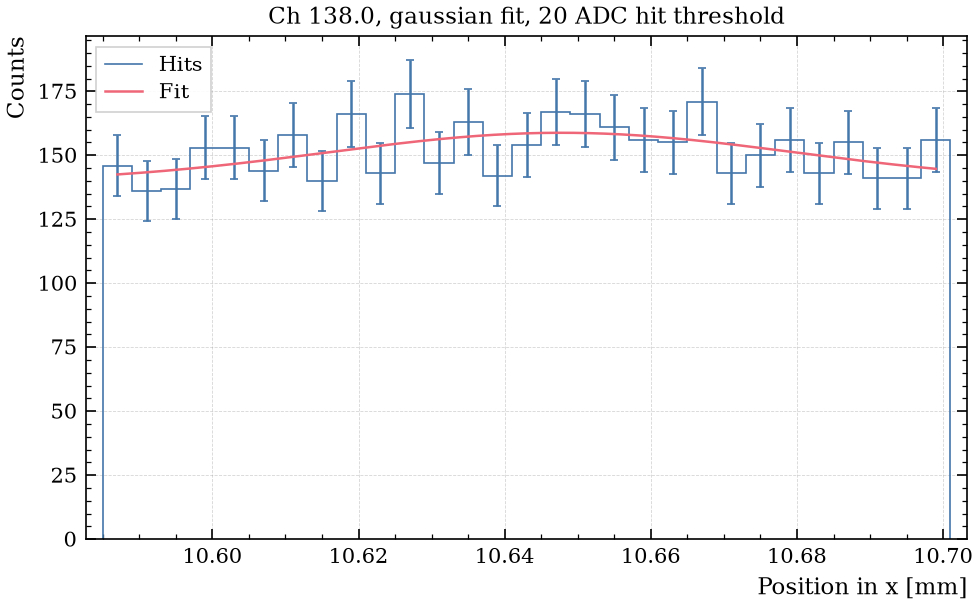 Ch 138.0, gaussian fit, 20 ADC hit threshold
Counts
Hits
Fit
175
150
125
100
75
50
25
0
10.60 10.62 10.64 10.66 10.68 10.70
Position in x [mm]